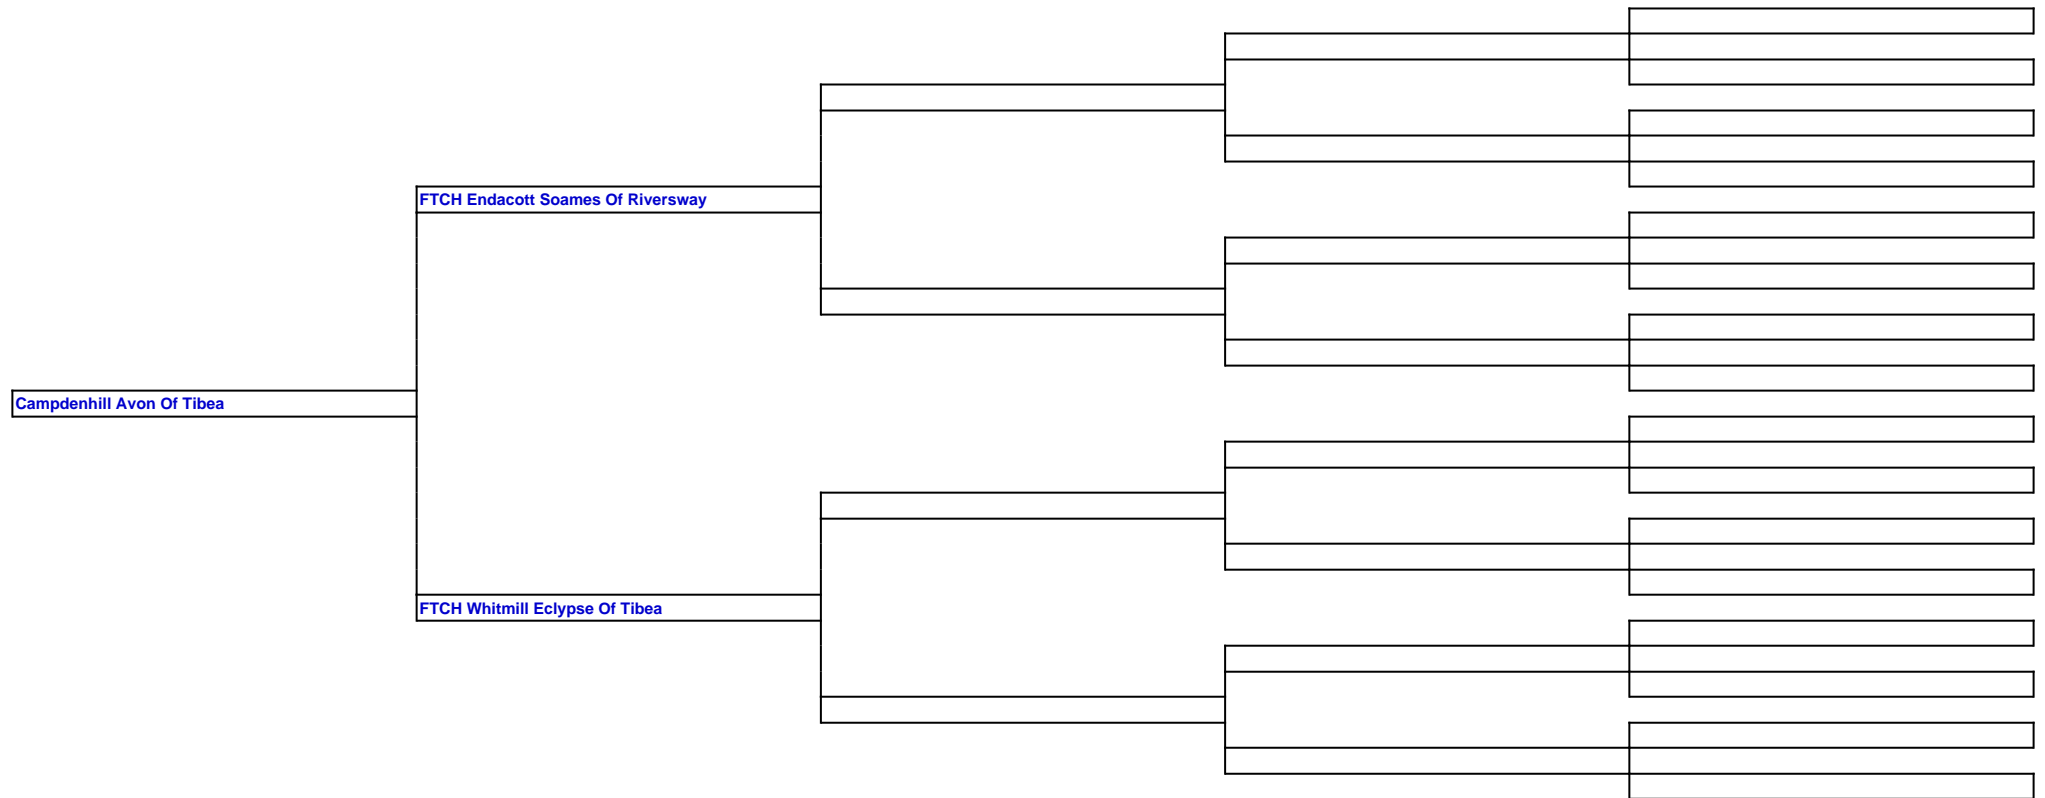 FTCH Endacott Soames Of Riversway
Campdenhill Avon Of Tibea
FTCH Whitmill Eclypse Of Tibea